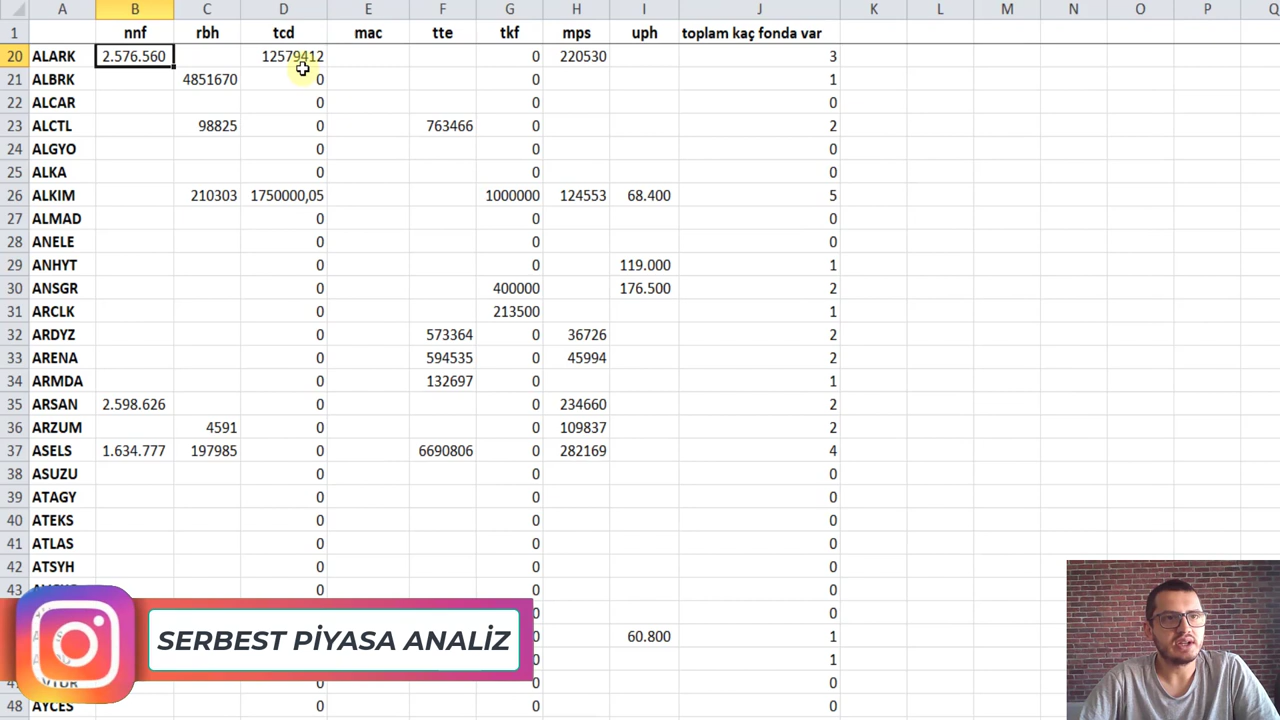 A B C D E F G H I J K L M N O P Q
1 nnf rbh tcd mac tte tkf mps uph toplam kaç fonda var
20 ALARK 2.576.560 12579412 0 220530 3
21 ALBRK 4851670 0 0 1
22 ALCAR 0 0 0
23 ALCTL 98825 0 763466 0 2
24 ALGYO 0 0 0
25 ALKA 0 0 0
26 ALKIM 210303 1750000,05 1000000 124553 68.400 5
27 ALMAD 0 0 0
28 ANELE 0 0 0
29 ANHYT 0 0 119.000 1
30 ANSGR 0 400000 176.500 2
31 ARCLK 0 213500 1
32 ARDYZ 0 573364 0 36726 2
33 ARENA 0 594535 0 45994 2
34 ARMDA 0 132697 0 1
35 ARSAN 2.598.626 0 0 234660 2
36 ARZUM 4591 0 0 109837 2
37 ASELS 1.634.777 197985 0 6690806 0 282169 4
38 ASUZU 0 0 0
39 ATAGY 0 0 0
40 ATEKS 0 0 0
41 ATLAS 0 0 0
42 ATSYH 0 0 0
43 0 0 0
0 0
0 60.800 1
0 1
0 0 0
48 AYCES 0 0 0
SERBEST PİYASA ANALİZ